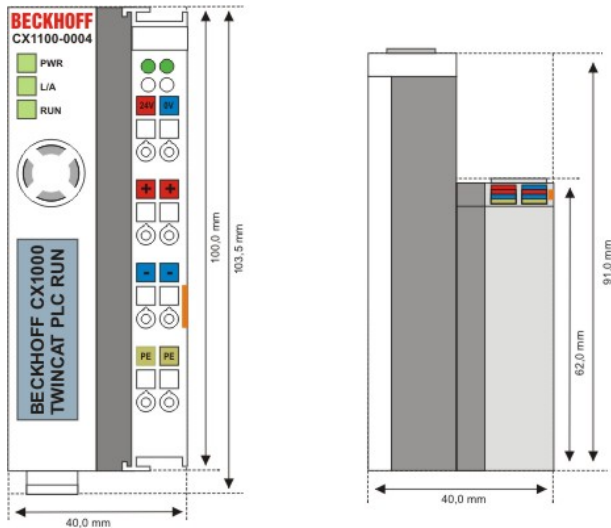 BECKHOFF
CX1100-0004
PWR
L/A
RUN
24V 0V
+ +
- -
PE PE
BECKHOFF CX1000
TWINCAT PLC RUN
100,0 mm
103,5 mm
40,0 mm
62,0 mm
91,0 mm
40,0 mm